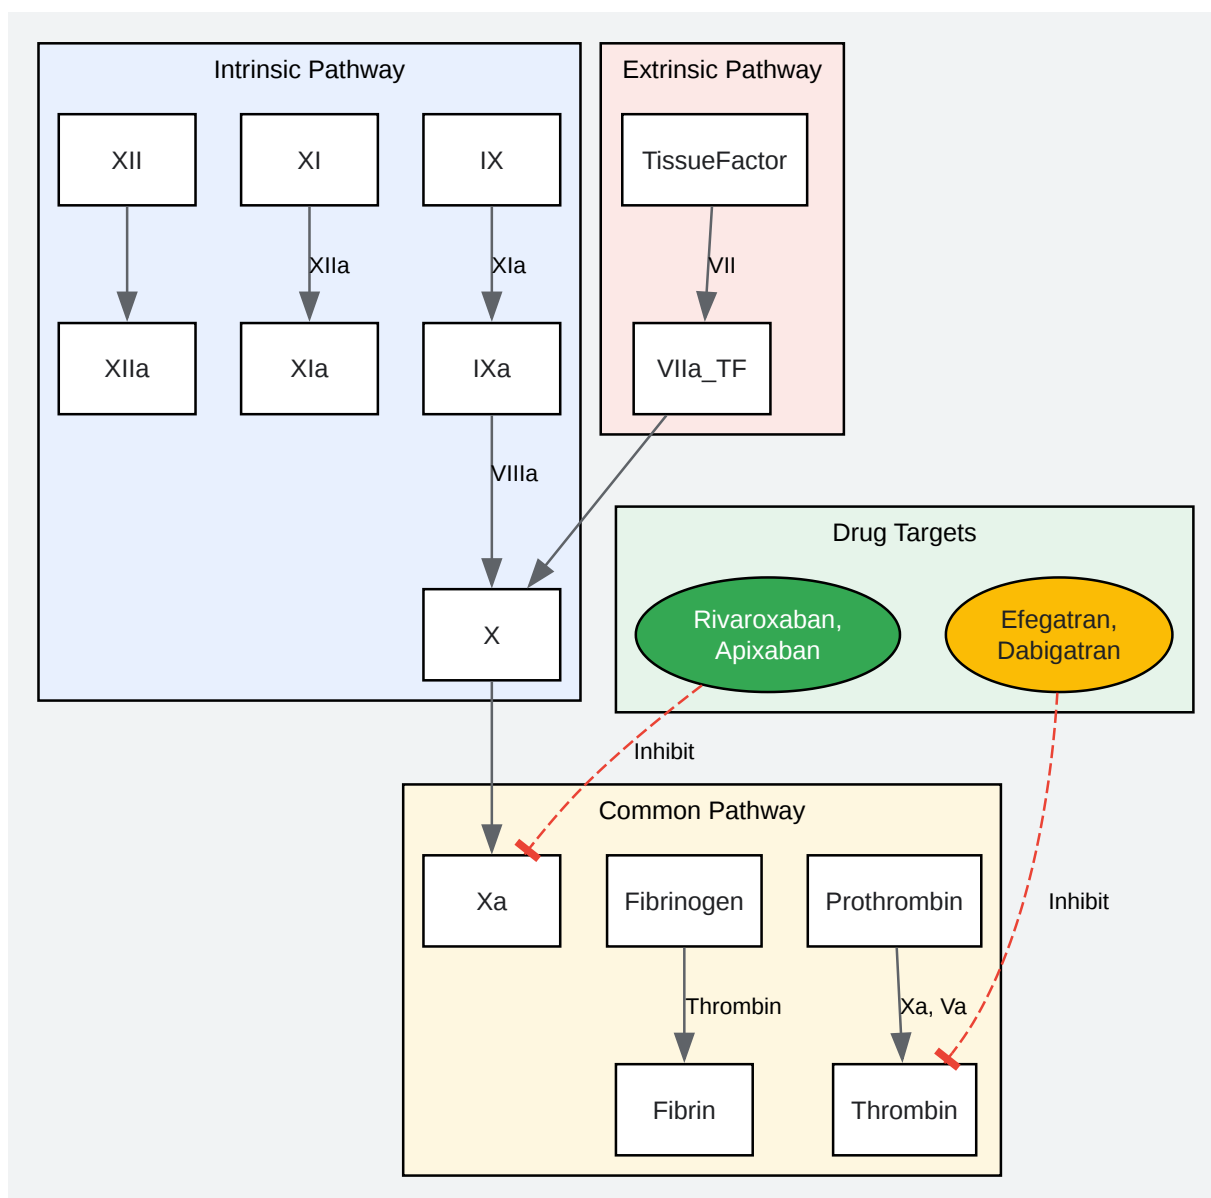 Intrinsic Pathway
Extrinsic Pathway
XII
XI
IX
TissueFactor
XIIa
XIa
VII
XIIa
XIa
IXa
VIIa_TF
VIIIa
Drug Targets
Rivaroxaban,
Apixaban
Efegatran,
Dabigatran
X
Inhibit
Common Pathway
Xa
Fibrinogen
Prothrombin
Inhibit
Thrombin
Xa, Va
Fibrin
Thrombin